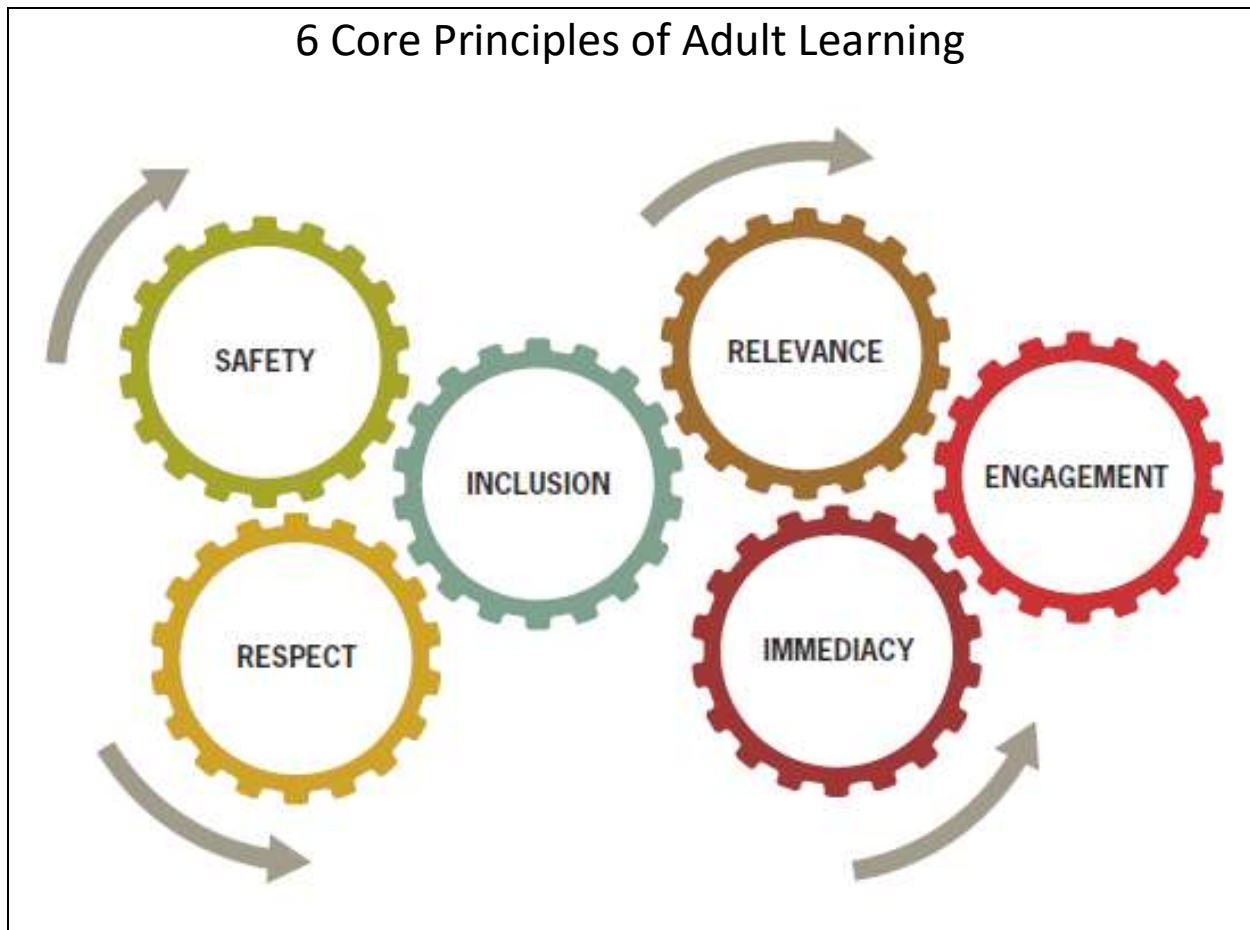 6 Core Principles of Adult Learning
SAFETY
RESPECT
INCLUSION
RELEVANCE
IMMEDIACY
ENGAGEMENT